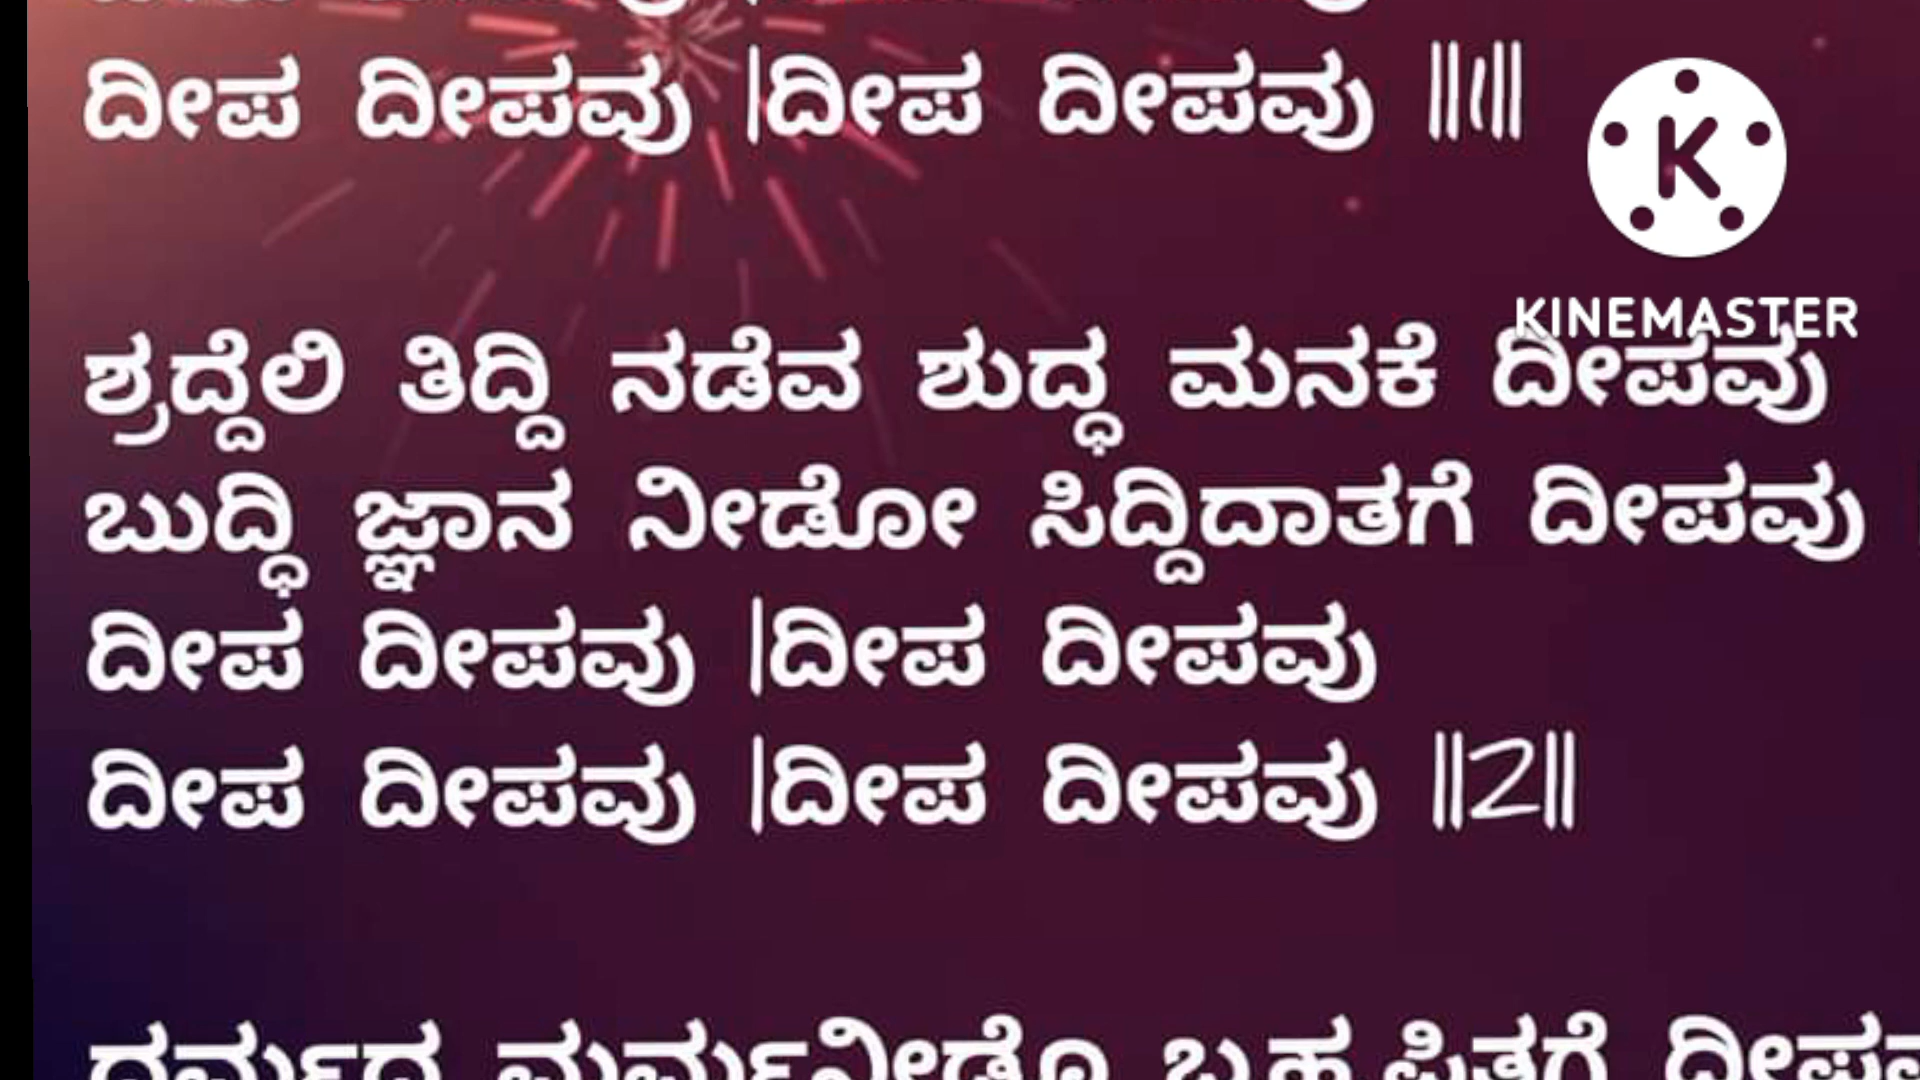 ದೀಪ ದೀಪವು |ದೀಪ ದೀಪವು ||1||
KINEMASTER
ಶ್ರದ್ದೆಲಿ ತಿದ್ದಿ ನಡೆವ ಶುದ್ಧ ಮನಕೆ ದೀಪವು
ಬುದ್ಧಿ ಜ್ಞಾನ ನೀಡೋ ಸಿದ್ದಿದಾತಗೆ ದೀಪವು
ದೀಪ ದೀಪವು |ದೀಪ ದೀಪವು
ದೀಪ ದೀಪವು |ದೀಪ ದೀಪವು ||2||